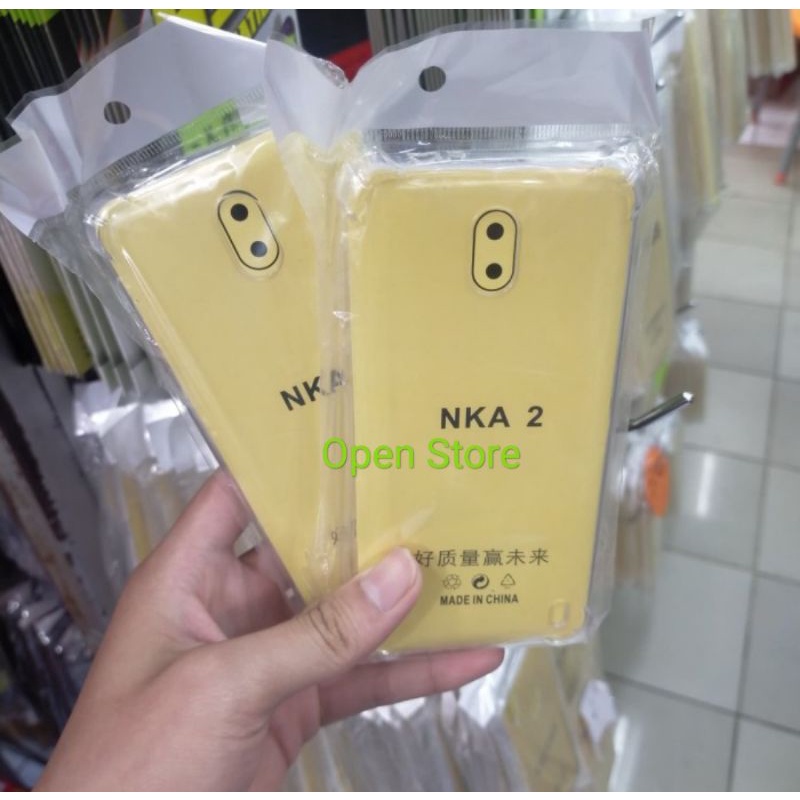 NKA
NKA 2
Open Store
好质量赢未来
MADE IN CHINA